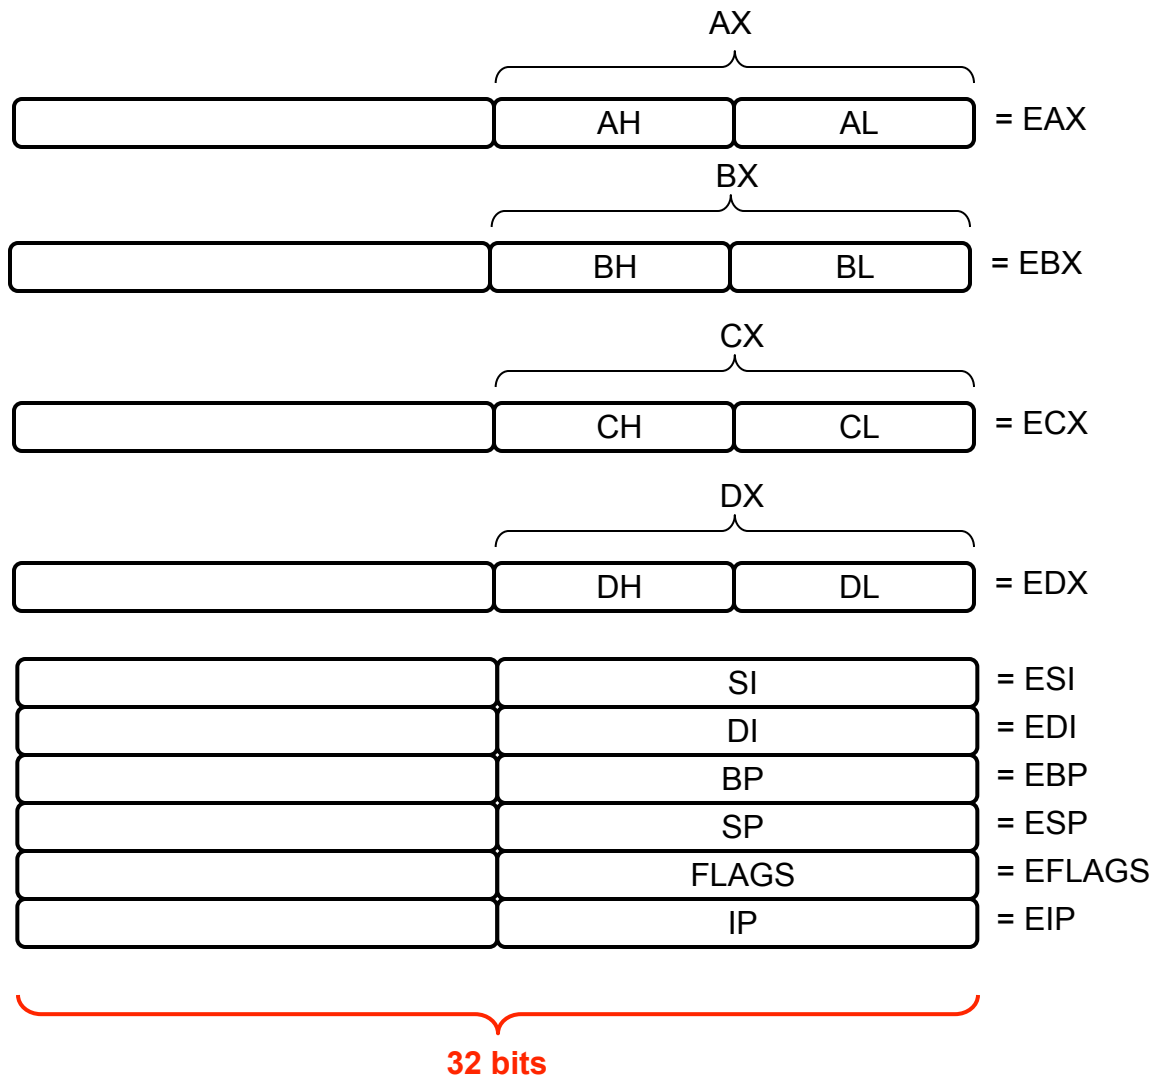 AX
AH AL = EAX
BX
BH BL = EBX
CX
CH CL = ECX
DX
DH DL = EDX
SI = ESI
DI = EDI
BP = EBP
SP = ESP
FLAGS = EFLAGS
IP = EIP
32 bits